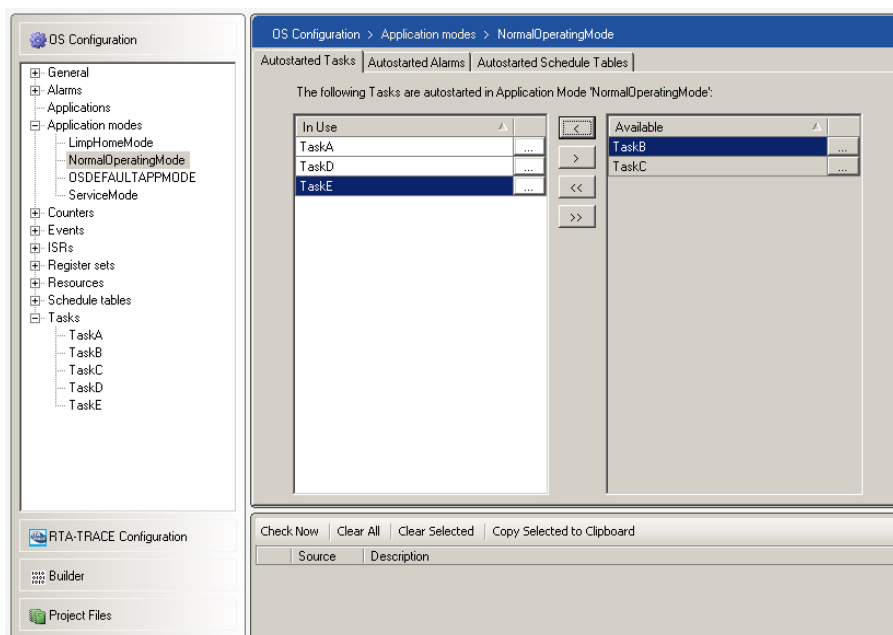 OS Configuration
General
Alarms
Applications
Application modes
LimpHomeMode
NormalOperatingMode
OSDEFAULTAPPMODE
ServiceMode
Counters
Events
ISRs
Register sets
Resources
Schedule tables
Tasks
TaskA
TaskB
TaskC
TaskD
TaskE
RTA-TRACE Configuration
Builder
Project Files
OS Configuration > Application modes > NormalOperatingMode
Autostarted Tasks Autostarted Alarms Autostarted Schedule Tables
The following Tasks are autostarted in Application Mode 'NormalOperatingMode':
In Use
TaskA ...
TaskD ...
TaskE ...
<
>
<<
>>
Available
TaskB ...
TaskC ...
Check Now Clear All Clear Selected Copy Selected to Clipboard
Source Description